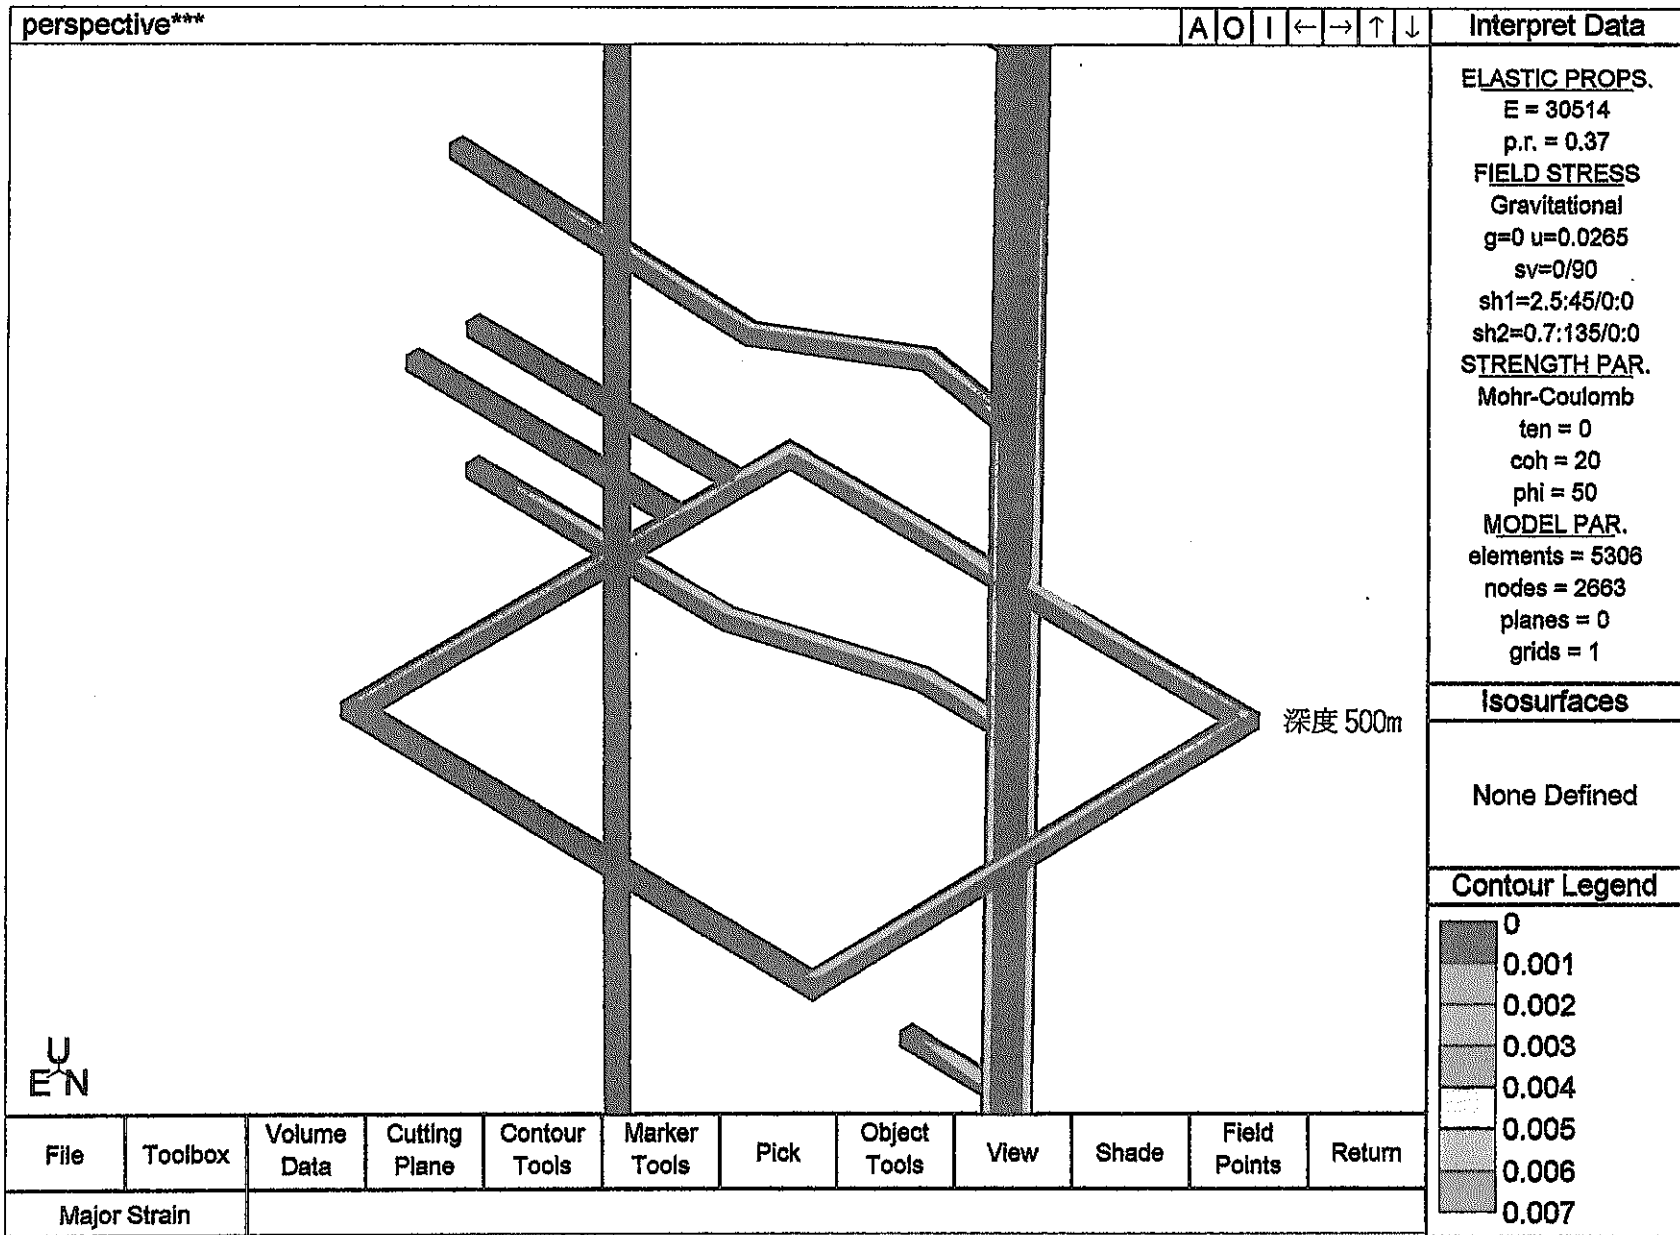 perspective***
A O I ← → ↑ ↓
Interpret Data
ELASTIC PROPS.
E = 30514
p.r. = 0.37
FIELD STRESS
Gravitational
g=0 u=0.0265
sv=0/90
sh1=2.5:45/0:0
sh2=0.7:135/0:0
STRENGTH PAR.
Mohr-Coulomb
ten = 0
coh = 20
phi = 50
MODEL PAR.
elements = 5306
nodes = 2663
planes = 0
grids = 1
Isosurfaces
None Defined
Contour Legend
0
0.001
0.002
0.003
0.004
0.005
0.006
0.007
深度 500m
U
E N
File
Toolbox
Volume
Data
Cutting
Plane
Contour
Tools
Marker
Tools
Pick
Object
Tools
View
Shade
Field
Points
Return
Major Strain